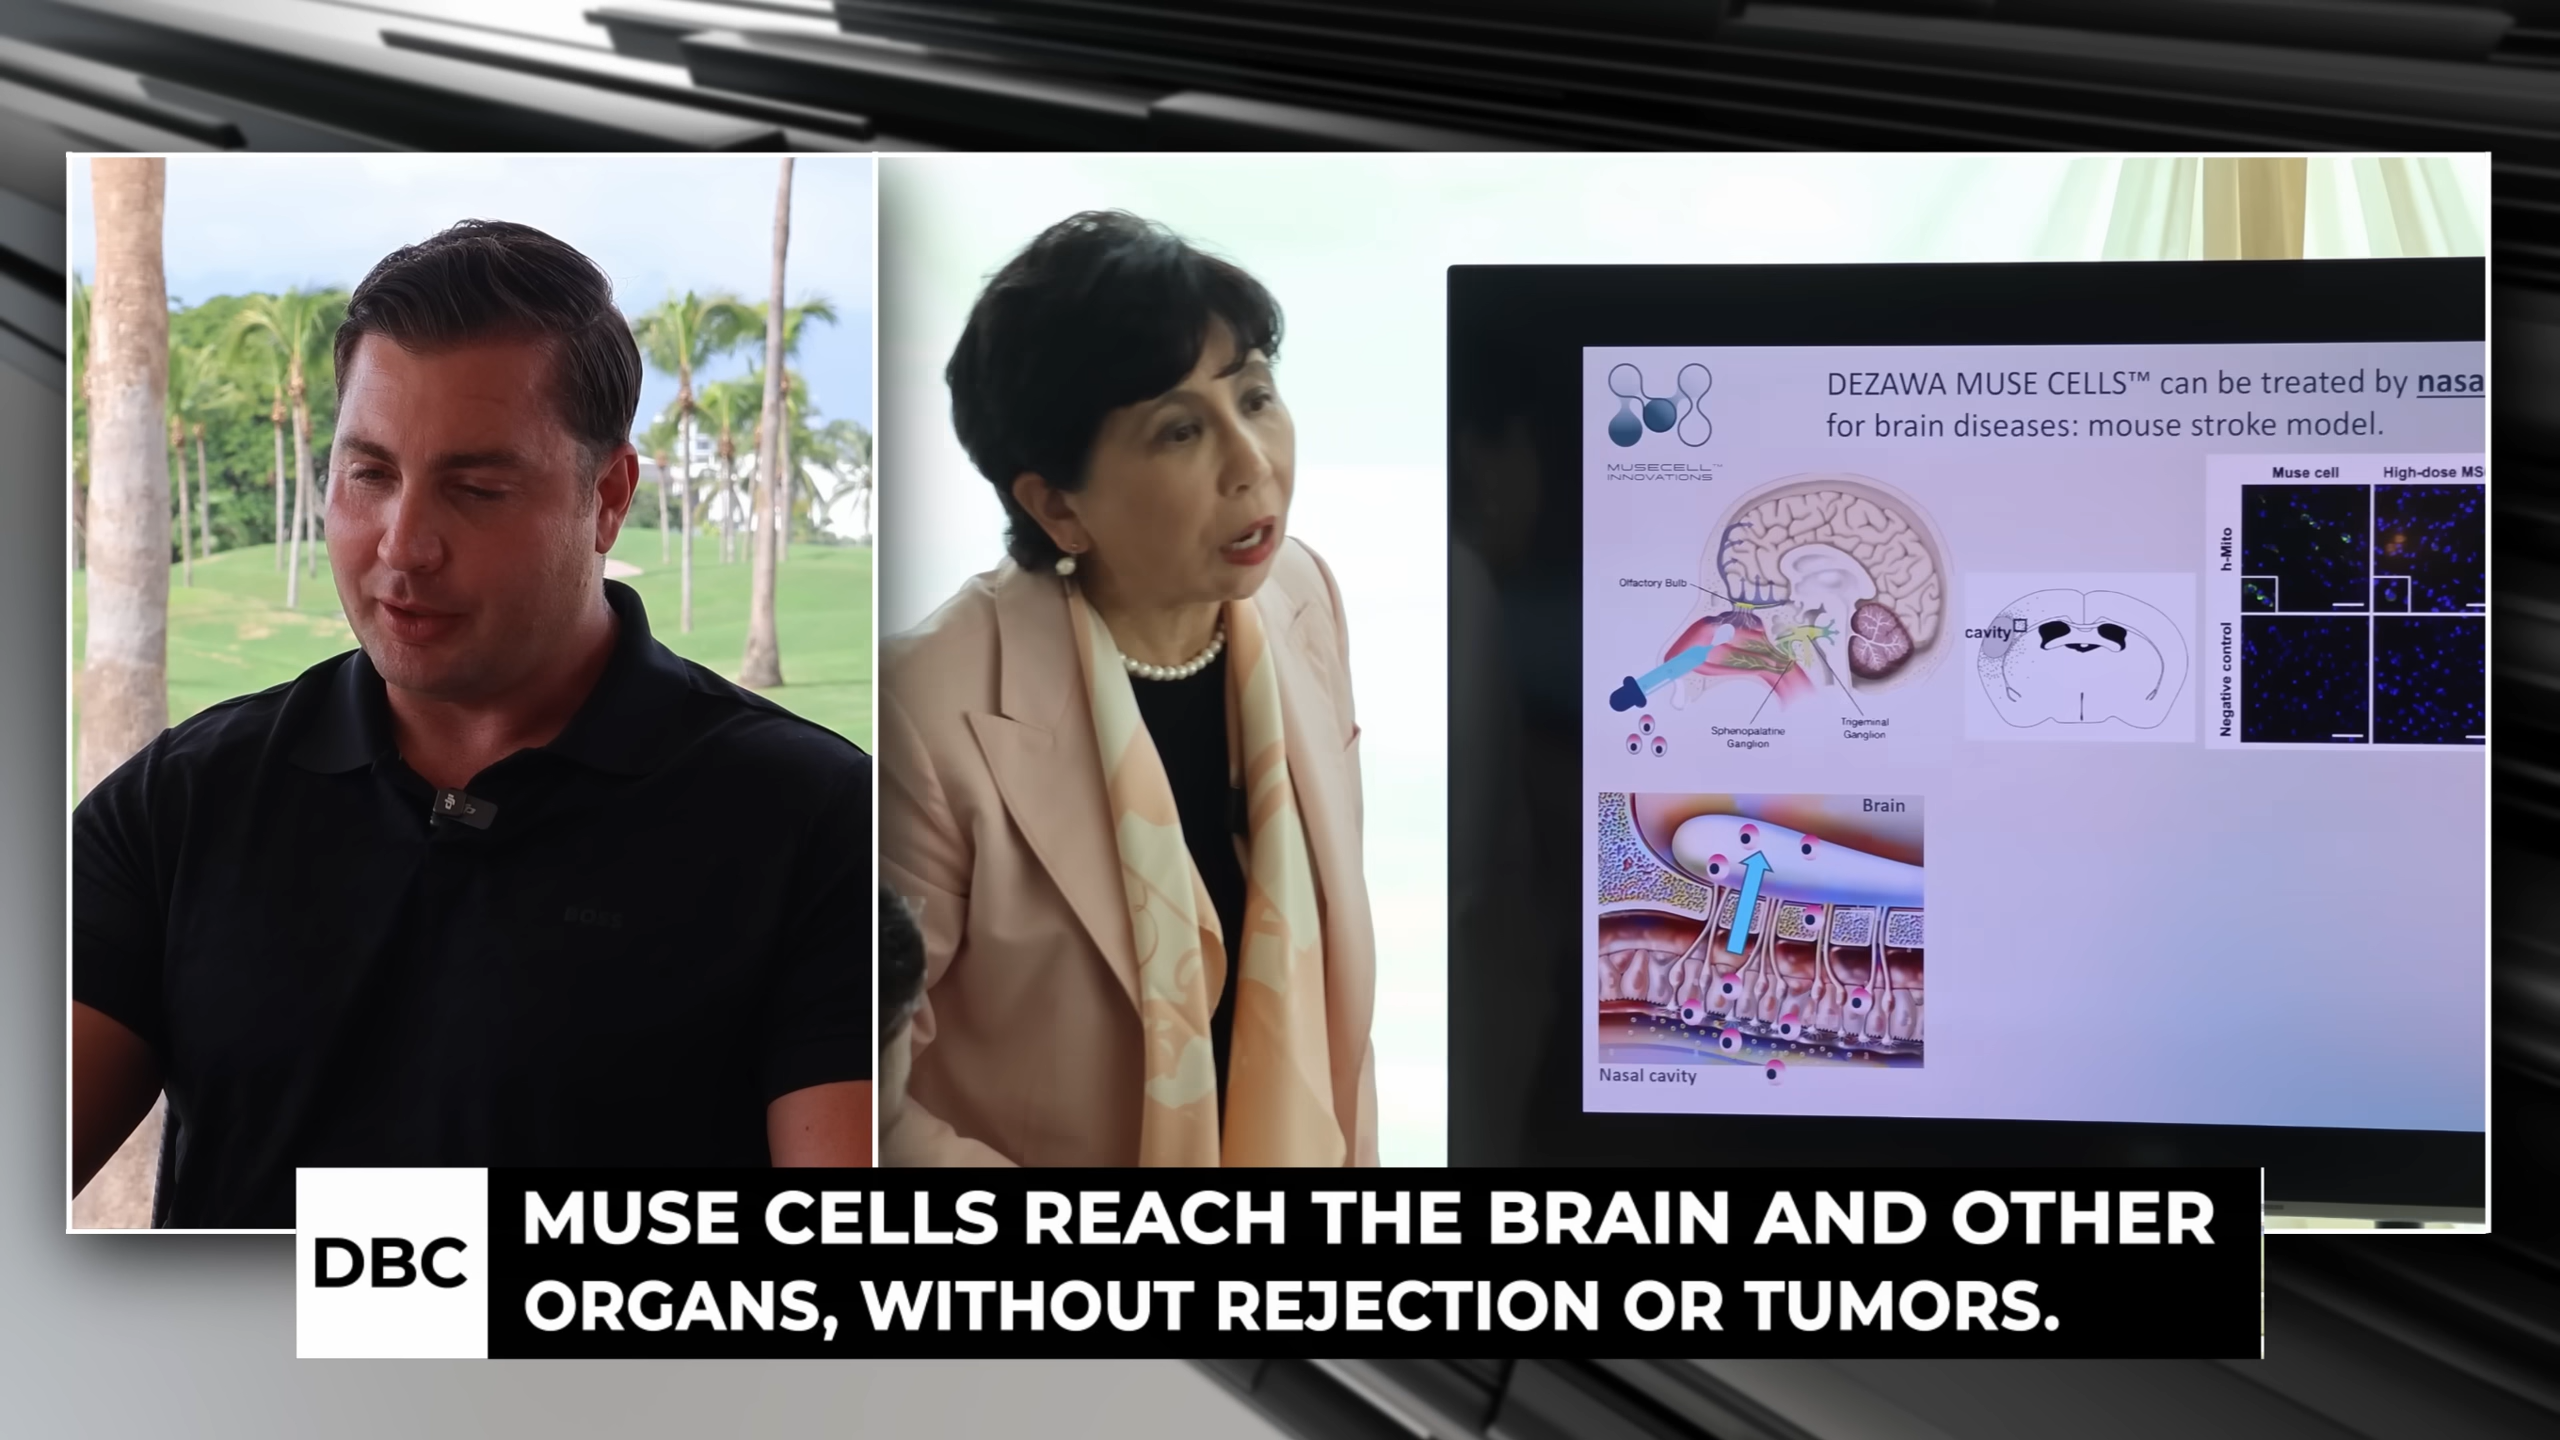 MUSECELL™
INNOVATIONS
DEZAWA MUSE CELLS™ can be treated by nasa
for brain diseases: mouse stroke model.
Olfactory Bulb
Sphenopalatine
Ganglion
Trigeminal
Ganglion
cavity
Muse cell
High-dose MS
h-Mito
Negative control
Brain
Nasal cavity
BOSS
DBC
MUSE CELLS REACH THE BRAIN AND OTHER
ORGANS, WITHOUT REJECTION OR TUMORS.